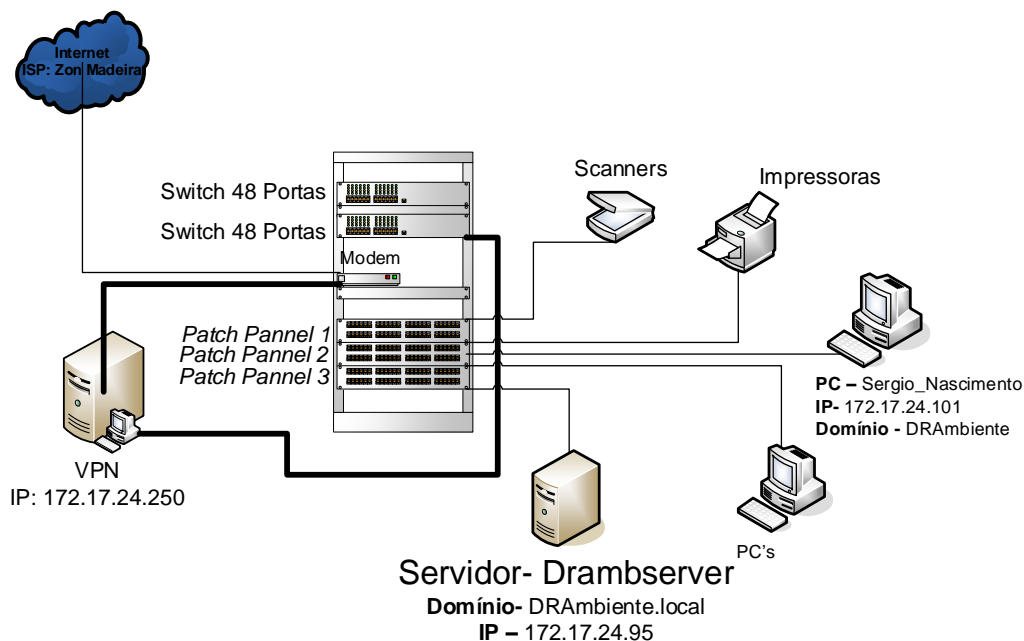 Internet
ISP: Zon Madeira
Switch 48 Portas
Switch 48 Portas
Modem
Scanners
Impressoras
Patch Pannel 1
Patch Pannel 2
Patch Pannel 3
PC – Sergio_Nascimento
IP- 172.17.24.101
Domínio - DRAmbiente
VPN
IP: 172.17.24.250
PC's
Servidor- Drambserver
Domínio- DRAmbiente.local
IP – 172.17.24.95